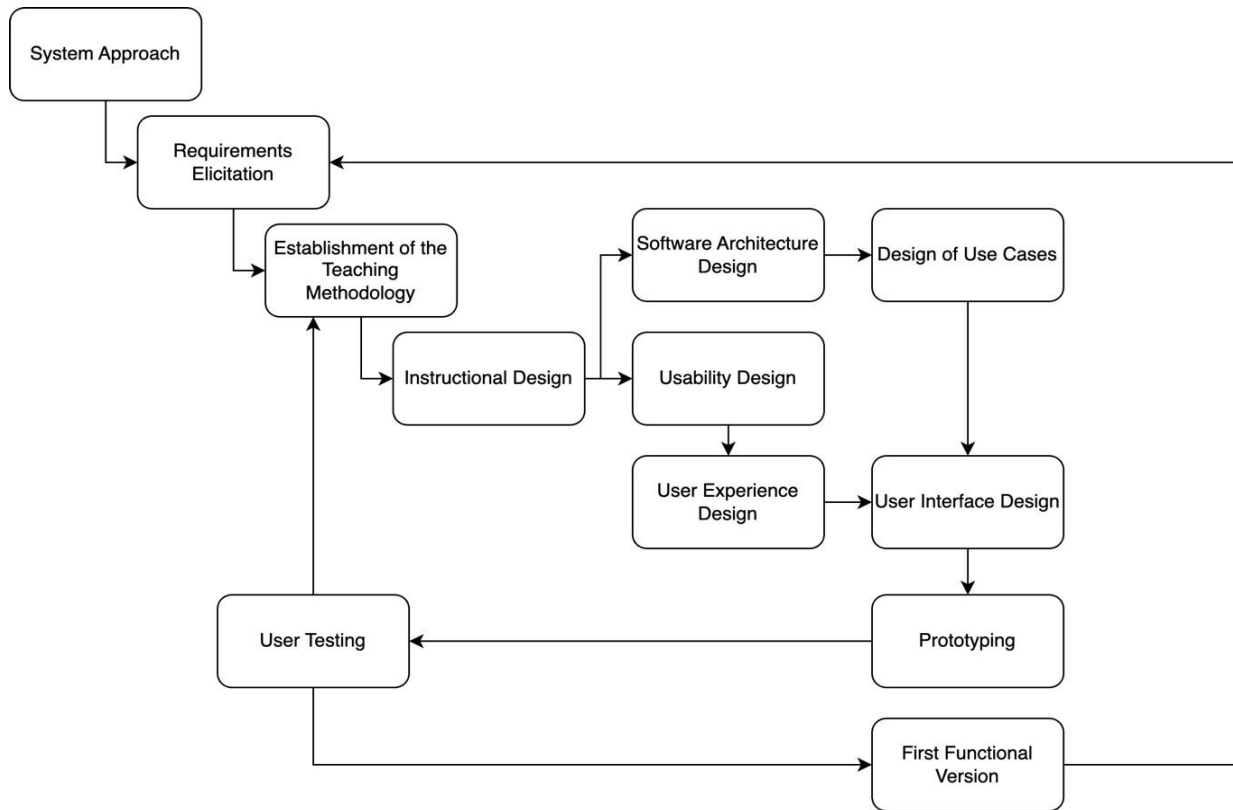 System Approach
Requirements
Elicitation
Establishment of the
Teaching
Methodology
Software Architecture
Design
Design of Use Cases
Instructional Design
Usability Design
User Experience
Design
User Interface Design
User Testing
Prototyping
First Functional
Version